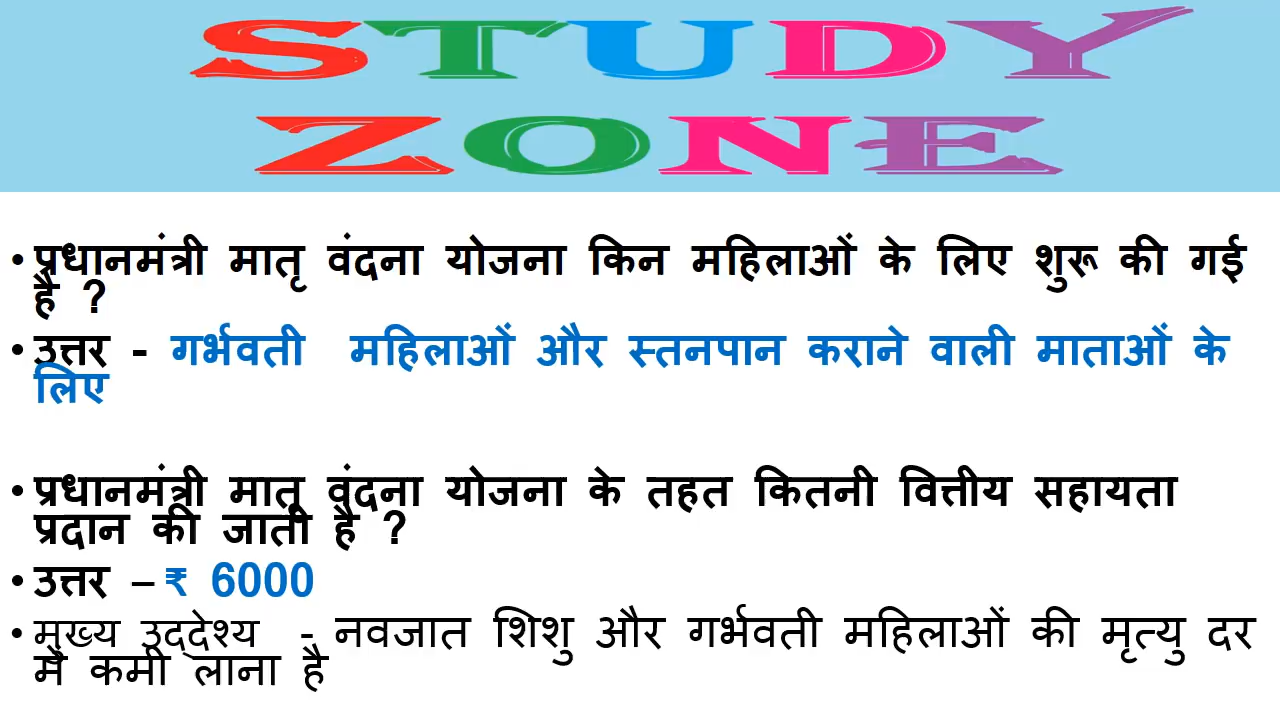 STUDY
ZONE
• प्रधानमंत्री मातृ वंदना योजना किन महिलाओं के लिए शुरू की गई
है ?
• उत्तर - गर्भवती महिलाओं और स्तनपान कराने वाली माताओं के
लिए
• प्रधानमंत्री मातृ वंदना योजना के तहत कितनी वित्तीय सहायता
प्रदान की जाती है ?
• उत्तर – ₹ 6000
• मुख्य उद्देश्य - नवजात शिशु और गर्भवती महिलाओं की मृत्यु दर
में कमी लाना है